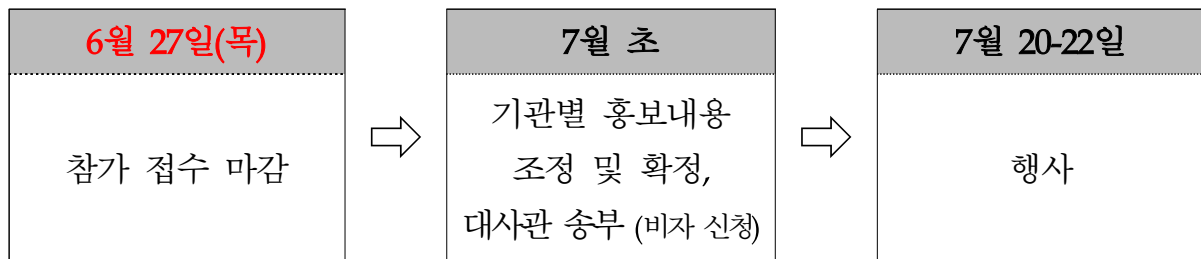 6월 27일(목)
참가 접수 마감
7월 초
기관별 홍보내용
조정 및 확정,
대사관 송부 (비자 신청)
7월 20-22일
행사